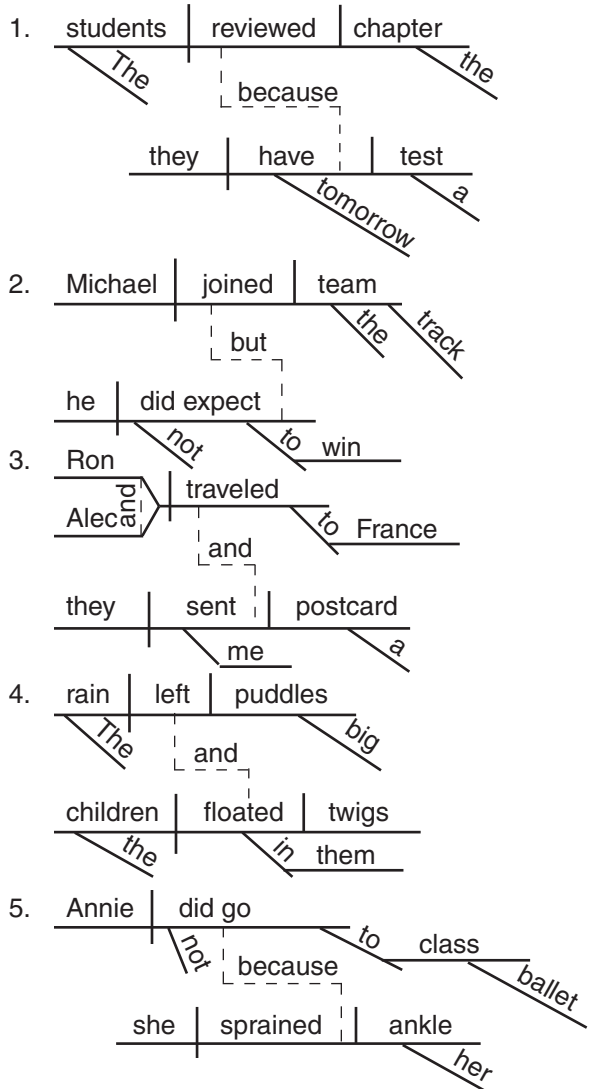 1. students reviewed chapter
The the
because
they have test
tomorrow a
2. Michael joined team
the track
but
he did expect
not to win
3. Ron
and traveled
Alec
to France
and
they sent postcard
me a
4. rain left puddles
The big
and
children floated twigs
the in them
5. Annie did go
not to class
because ballet
she sprained ankle
her